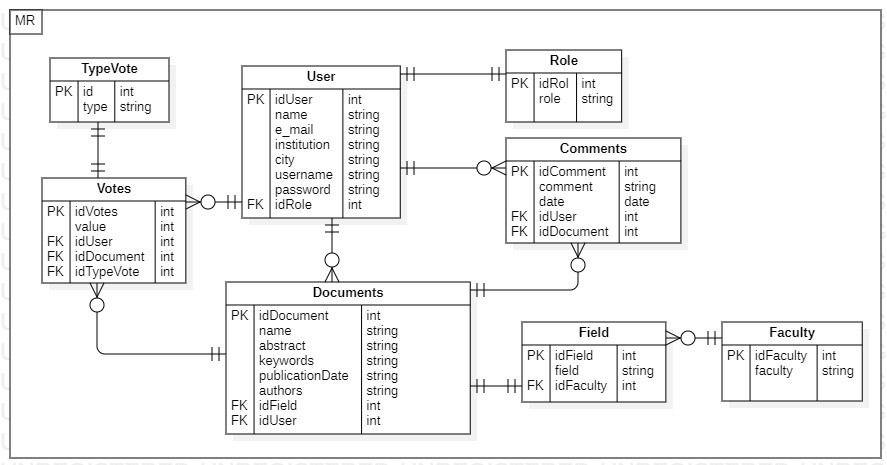 MR
TypeVote
PK id int
type string
User
PK idUser int
name string
e_mail string
institution string
city string
username string
password string
FK idRole int
Role
PK idRol int
role string
Comments
PK idComment int
comment string
date date
FK idUser int
FK idDocument int
Votes
PK idVotes int
value int
FK idUser int
FK idDocument int
FK idTypeVote int
Documents
PK idDocument int
name string
abstract string
keywords string
publicationDate string
authors string
FK idField int
FK idUser int
Field
PK idField int
field string
FK idFaculty int
Faculty
PK idFaculty int
faculty string